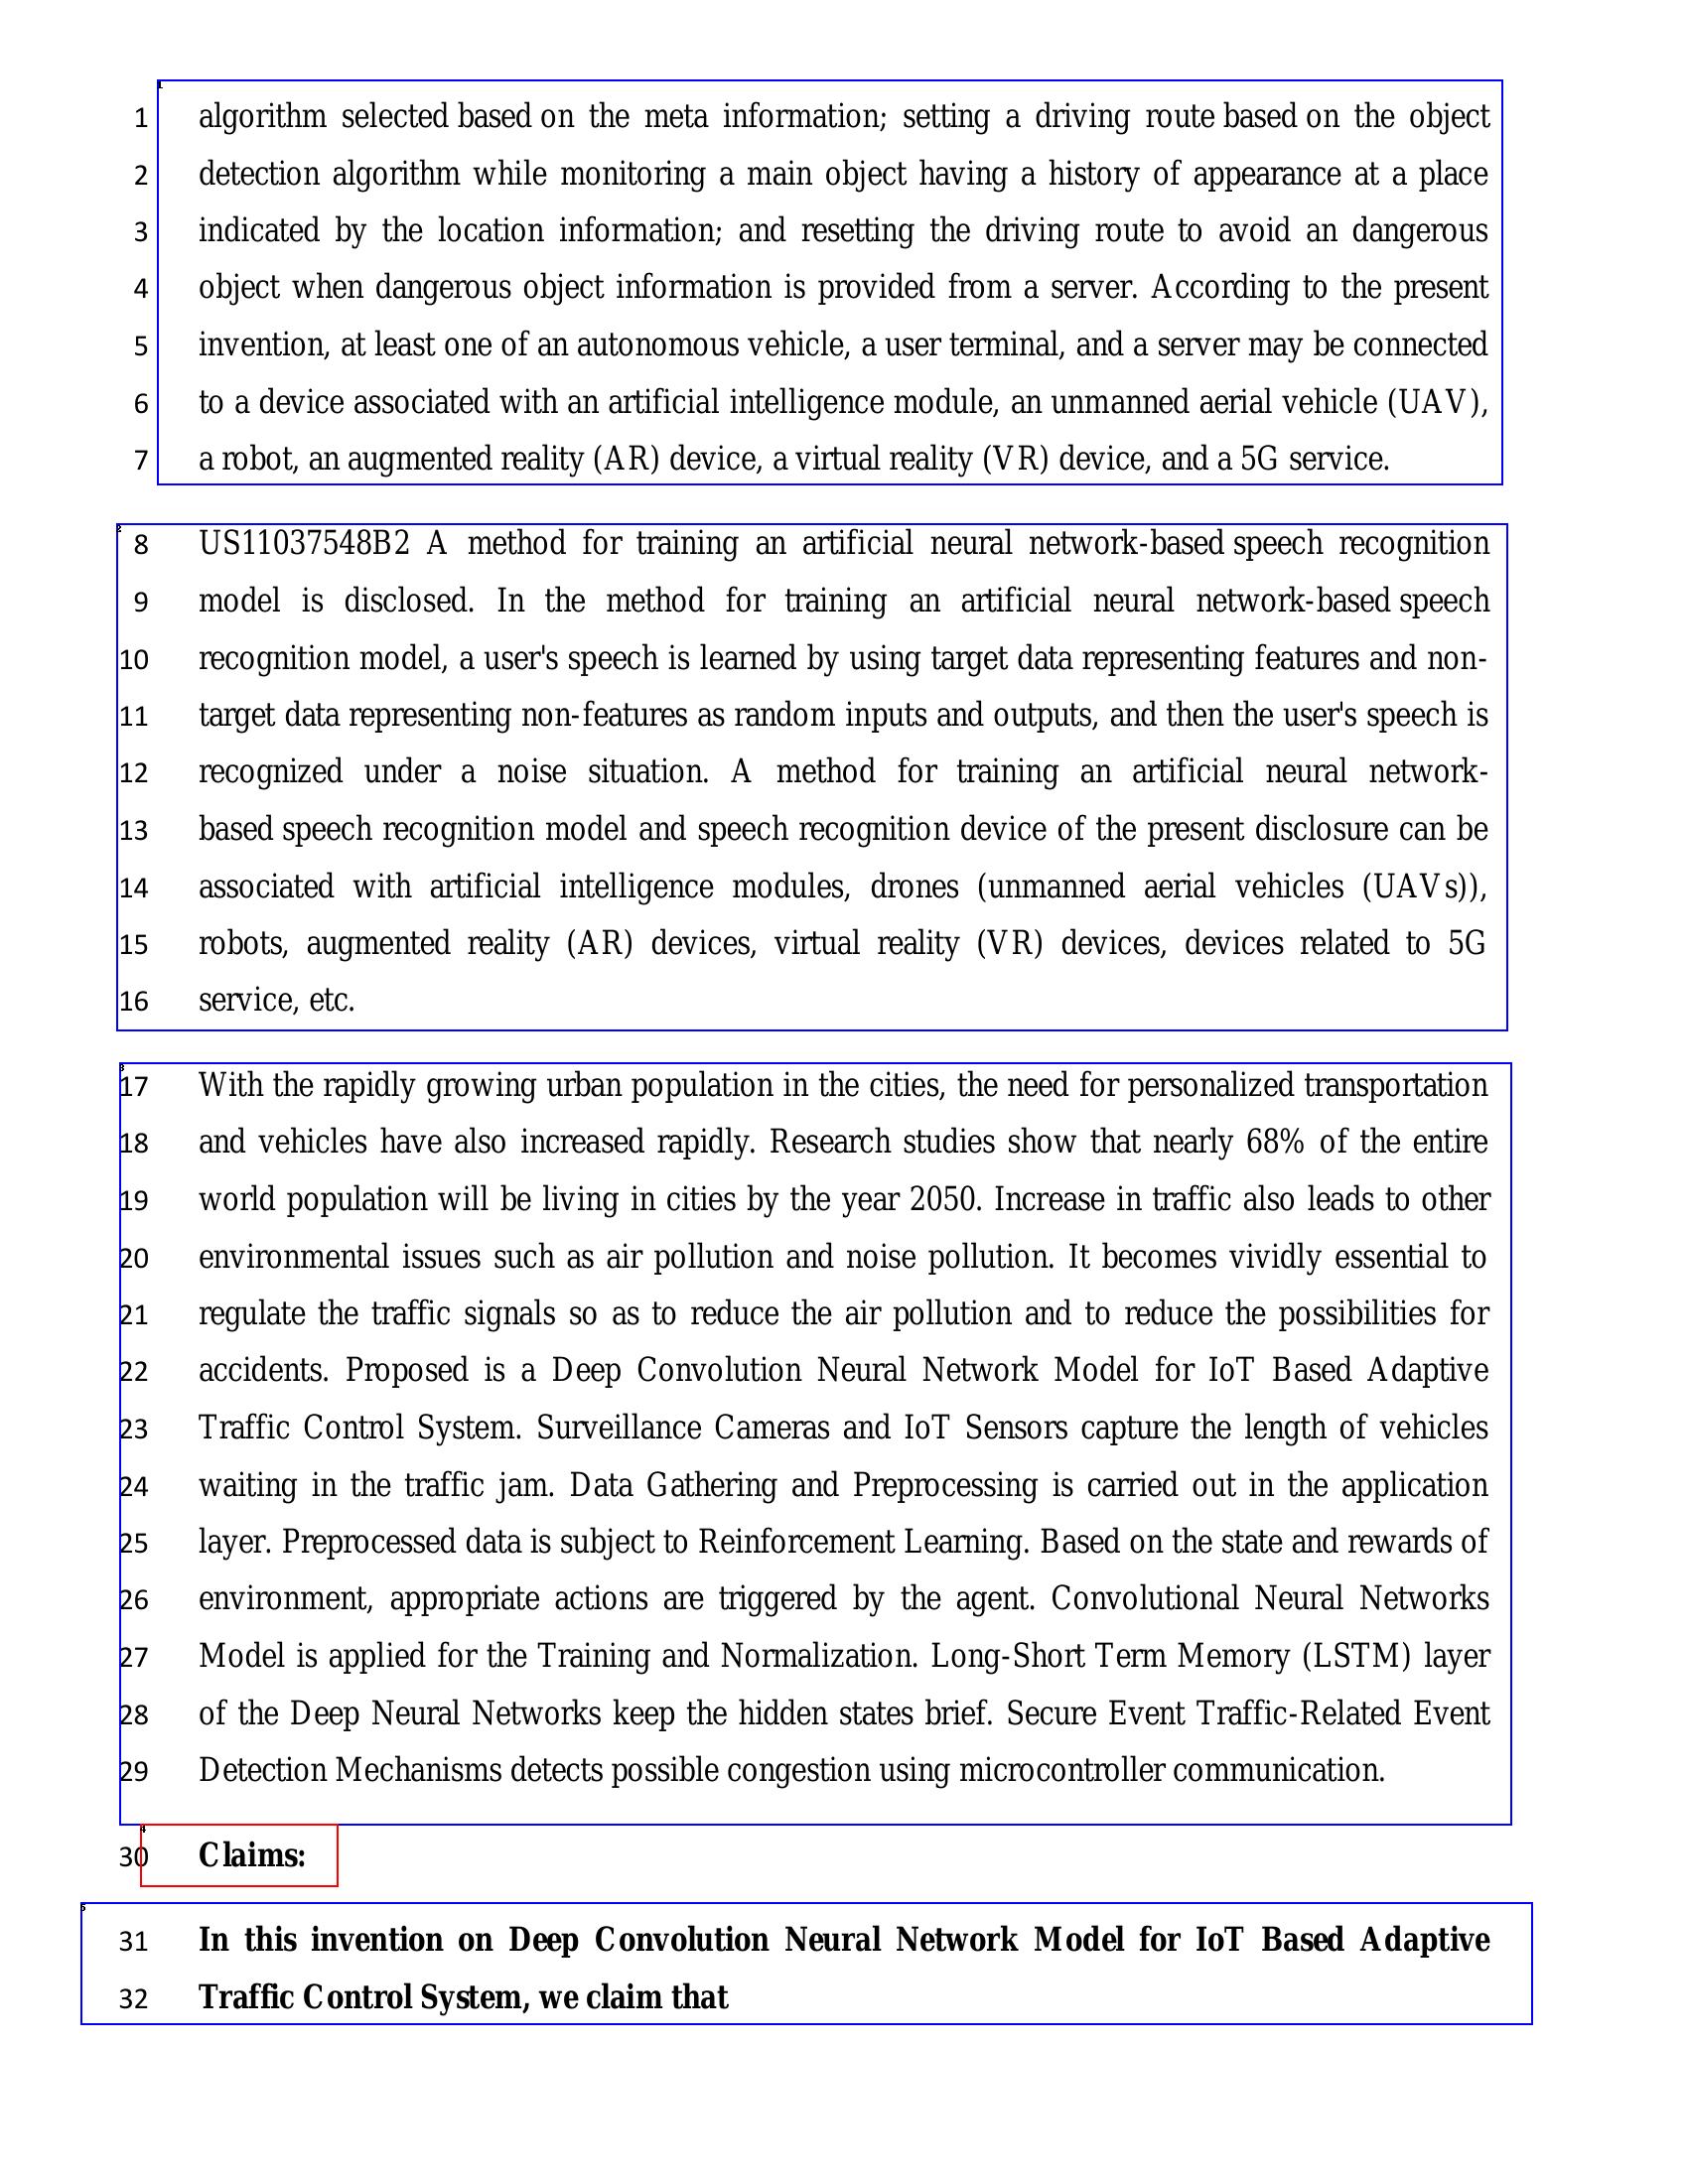 1 algorithm selected based on the meta information; setting a driving route based on the object
2 detection algorithm while monitoring a main object having a history of appearance at a place
3 indicated by the location information; and resetting the driving route to avoid an dangerous
4 object when dangerous object information is provided from a server. According to the present
5 invention, at least one of an autonomous vehicle, a user terminal, and a server may be connected
6 to a device associated with an artificial intelligence module, an unmanned aerial vehicle (UAV),
7 a robot, an augmented reality (AR) device, a virtual reality (VR) device, and a 5G service.
8 US11037548B2 A method for training an artificial neural network-based speech recognition
9 model is disclosed. In the method for training an artificial neural network-based speech
10 recognition model, a user's speech is learned by using target data representing features and non-
11 target data representing non-features as random inputs and outputs, and then the user's speech is
12 recognized under a noise situation. A method for training an artificial neural network-
13 based speech recognition model and speech recognition device of the present disclosure can be
14 associated with artificial intelligence modules, drones (unmanned aerial vehicles (UAVs)),
15 robots, augmented reality (AR) devices, virtual reality (VR) devices, devices related to 5G
16 service, etc.
17 With the rapidly growing urban population in the cities, the need for personalized transportation
18 and vehicles have also increased rapidly. Research studies show that nearly 68% of the entire
19 world population will be living in cities by the year 2050. Increase in traffic also leads to other
20 environmental issues such as air pollution and noise pollution. It becomes vividly essential to
21 regulate the traffic signals so as to reduce the air pollution and to reduce the possibilities for
22 accidents. Proposed is a Deep Convolution Neural Network Model for IoT Based Adaptive
23 Traffic Control System. Surveillance Cameras and IoT Sensors capture the length of vehicles
24 waiting in the traffic jam. Data Gathering and Preprocessing is carried out in the application
25 layer. Preprocessed data is subject to Reinforcement Learning. Based on the state and rewards of
26 environment, appropriate actions are triggered by the agent. Convolutional Neural Networks
27 Model is applied for the Training and Normalization. Long-Short Term Memory (LSTM) layer
28 of the Deep Neural Networks keep the hidden states brief. Secure Event Traffic-Related Event
29 Detection Mechanisms detects possible congestion using microcontroller communication.
30 Claims:
31 In this invention on Deep Convolution Neural Network Model for IoT Based Adaptive
32 Traffic Control System, we claim that